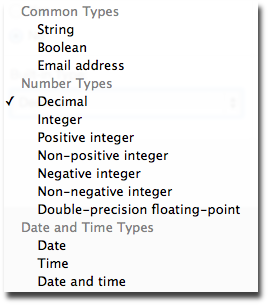 Common Types
String
Boolean
Email address
Number Types
✓ Decimal
Integer
Positive integer
Non-positive integer
Negative integer
Non-negative integer
Double-precision floating-point
Date and Time Types
Date
Time
Date and time